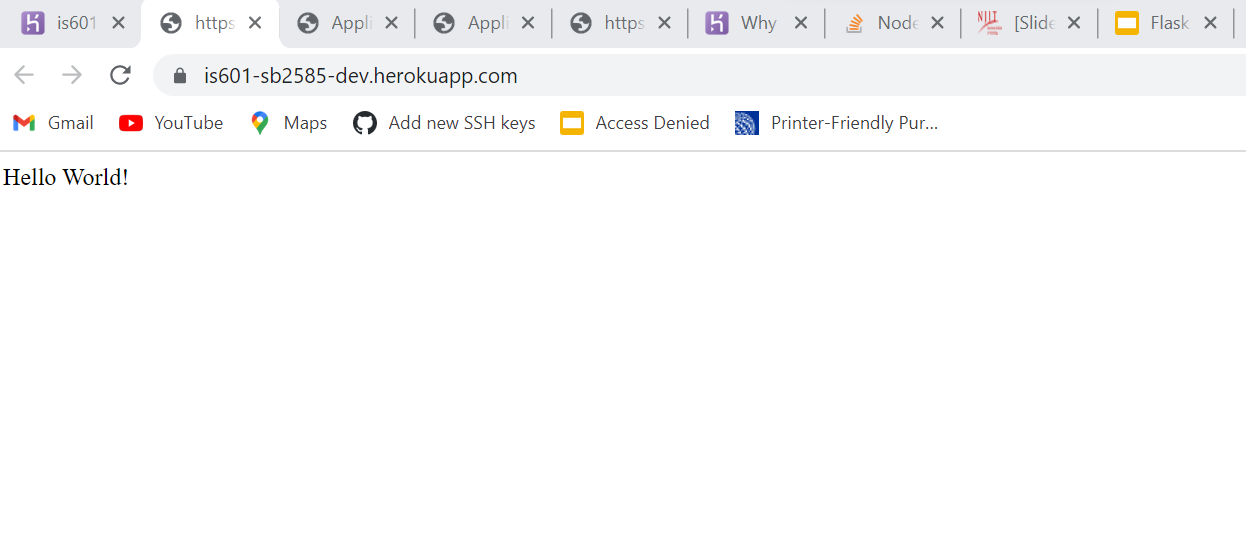 is601 https Appli Appli https Why Node [Slide Flask
is601-sb2585-dev.herokuapp.com
Gmail YouTube Maps Add new SSH keys Access Denied Printer-Friendly Pur...
Hello World!